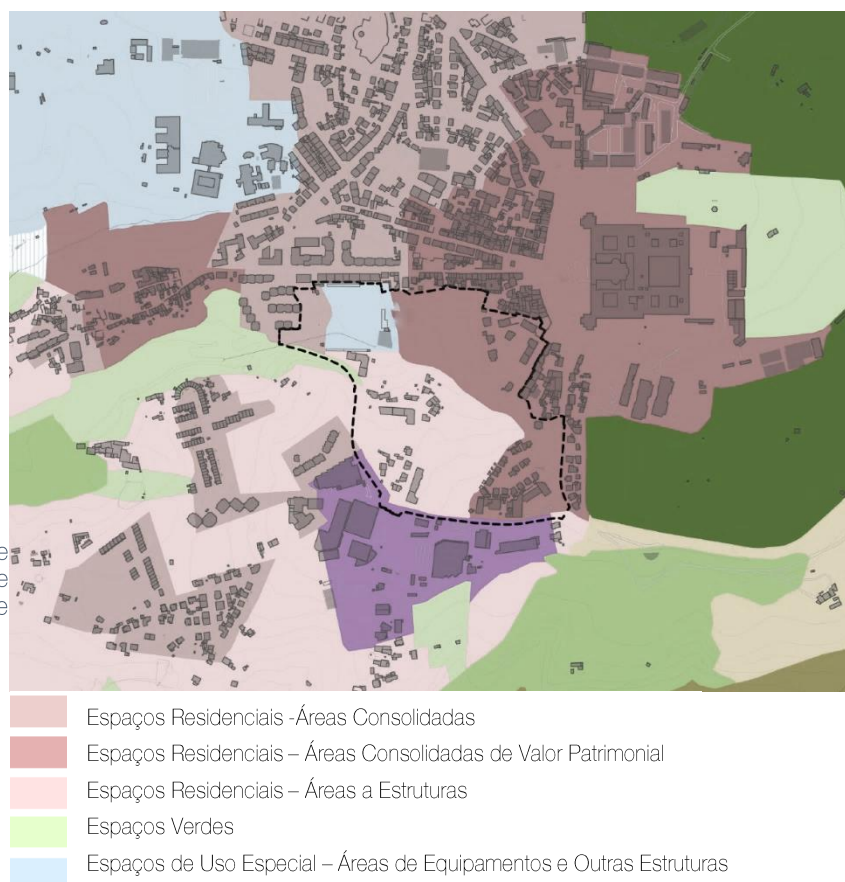 Espaços Residenciais -Áreas Consolidadas
Espaços Residenciais – Áreas Consolidadas de Valor Patrimonial
Espaços Residenciais – Áreas a Estruturas
Espaços Verdes
Espaços de Uso Especial – Áreas de Equipamentos e Outras Estruturas